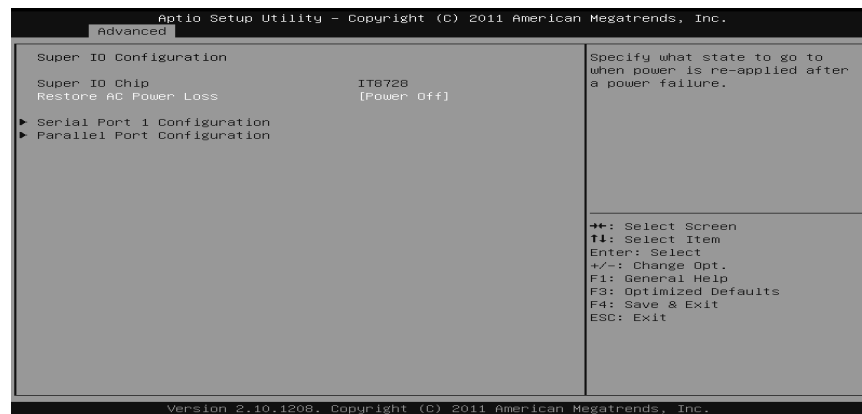 Aptio Setup Utility – Copyright (C) 2011 American Megatrends, Inc.
Advanced
Super IO Configuration
Super IO Chip IT8728
Restore AC Power Loss [Power Off]
► Serial Port 1 Configuration
► Parallel Port Configuration
Specify what state to go to
when power is re-applied after
a power failure.
→←: Select Screen
↑↓: Select Item
Enter: Select
+/-: Change Opt.
F1: General Help
F3: Optimized Defaults
F4: Save & Exit
ESC: Exit
Version 2.10.1208. Copyright (C) 2011 American Megatrends, Inc.